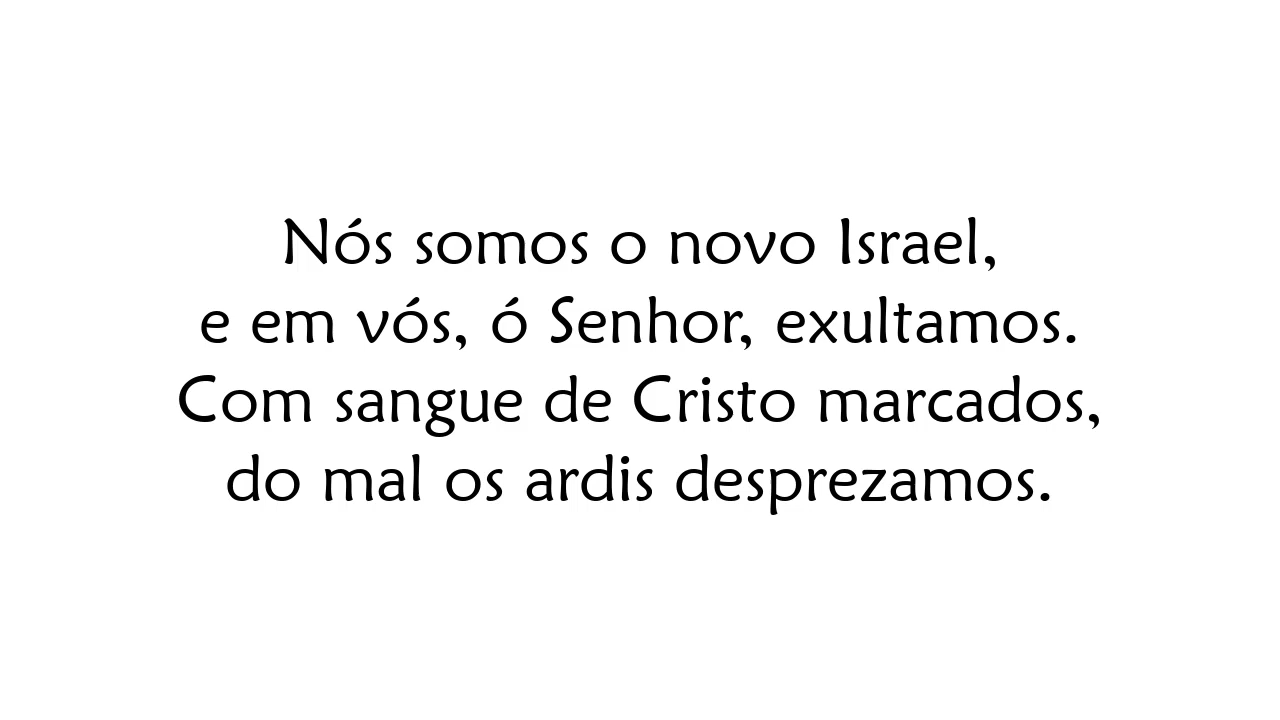 Nós somos o novo Israel,
e em vós, ó Senhor, exultamos.
Com sangue de Cristo marcados,
do mal os ardis desprezamos.